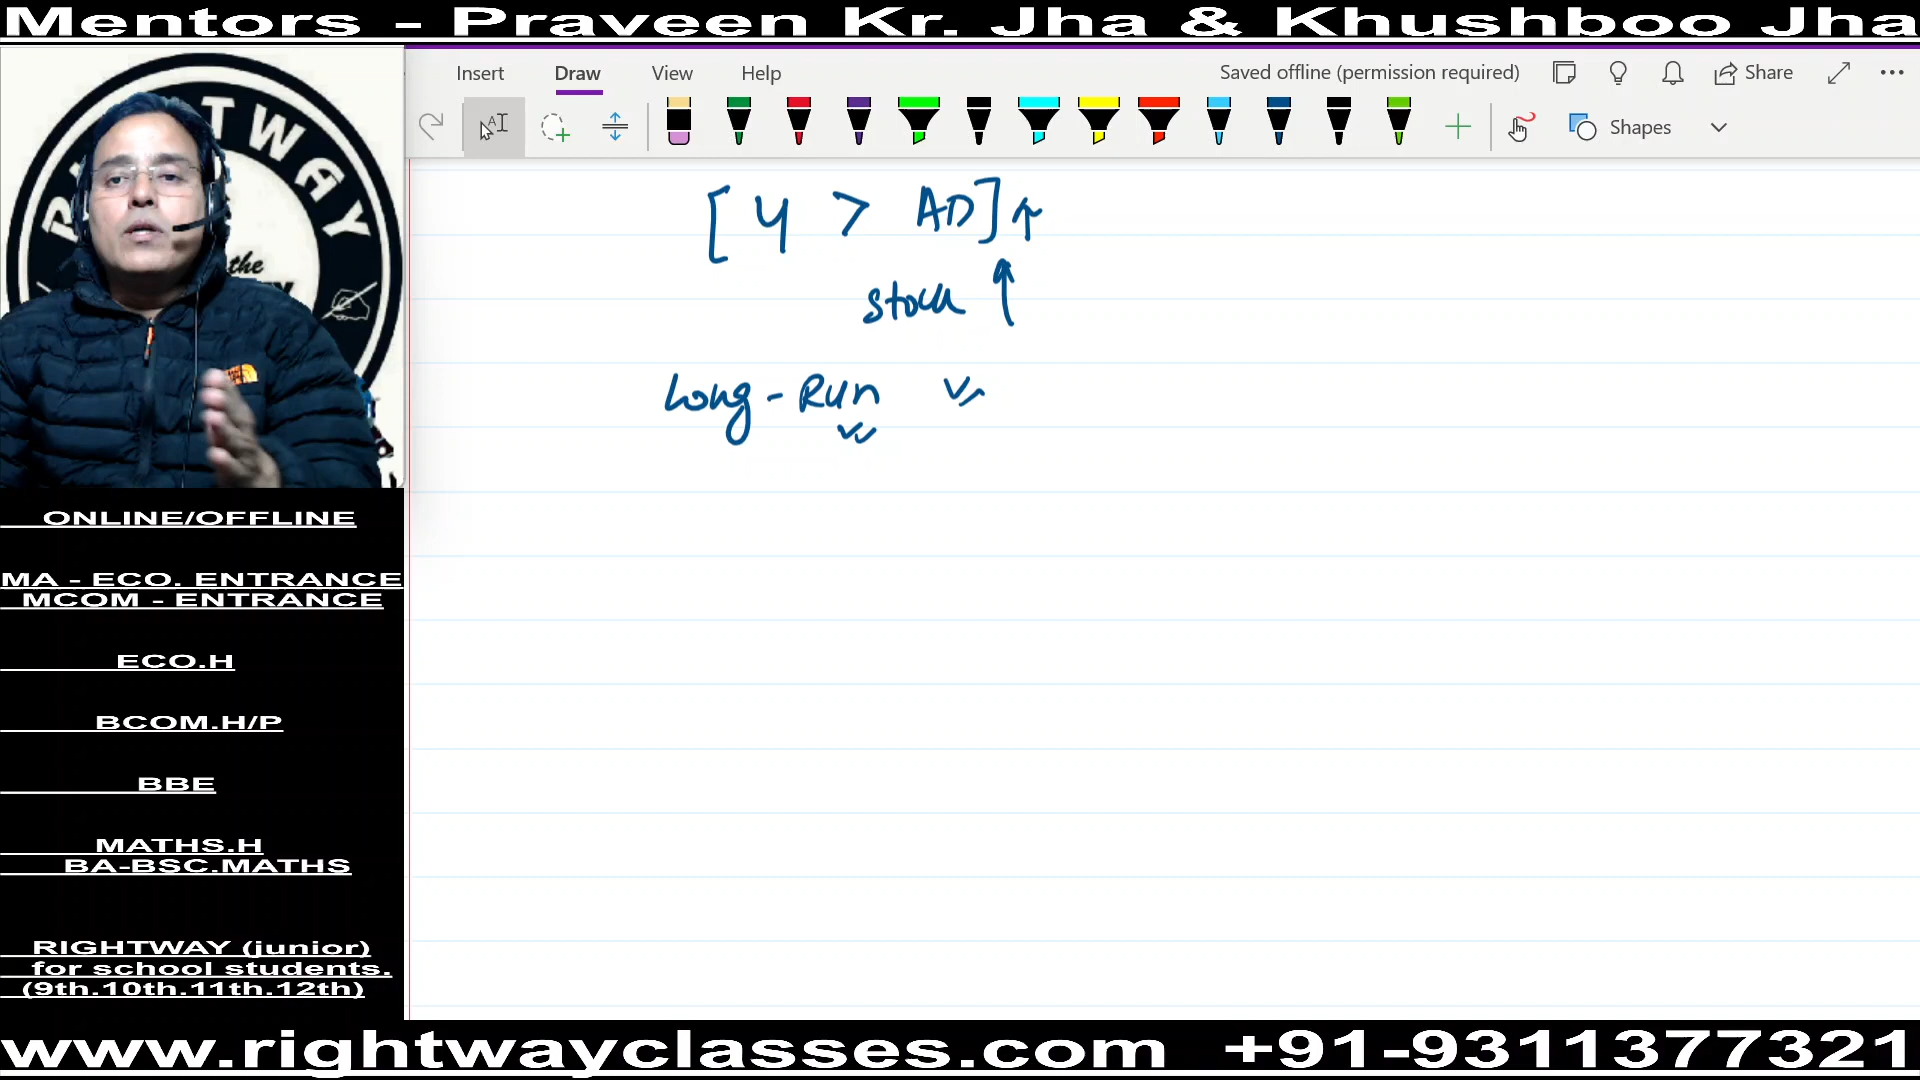 Mentors - Praveen Kr. Jha & Khushboo Jha
Insert Draw View Help Saved offline (permission required) Share
Shapes
[ Y > AD] ↑
stock ↑
Long-Run
WAY
the
ONLINE/OFFLINE
MA - ECO. ENTRANCE
MCOM - ENTRANCE
ECO.H
BCOM.H/P
BBE
MATHS.H
BA-BSC.MATHS
RIGHTWAY (junior)
for school students.
(9th.10th.11th.12th)
www.rightwayclasses.com +91-9311377321